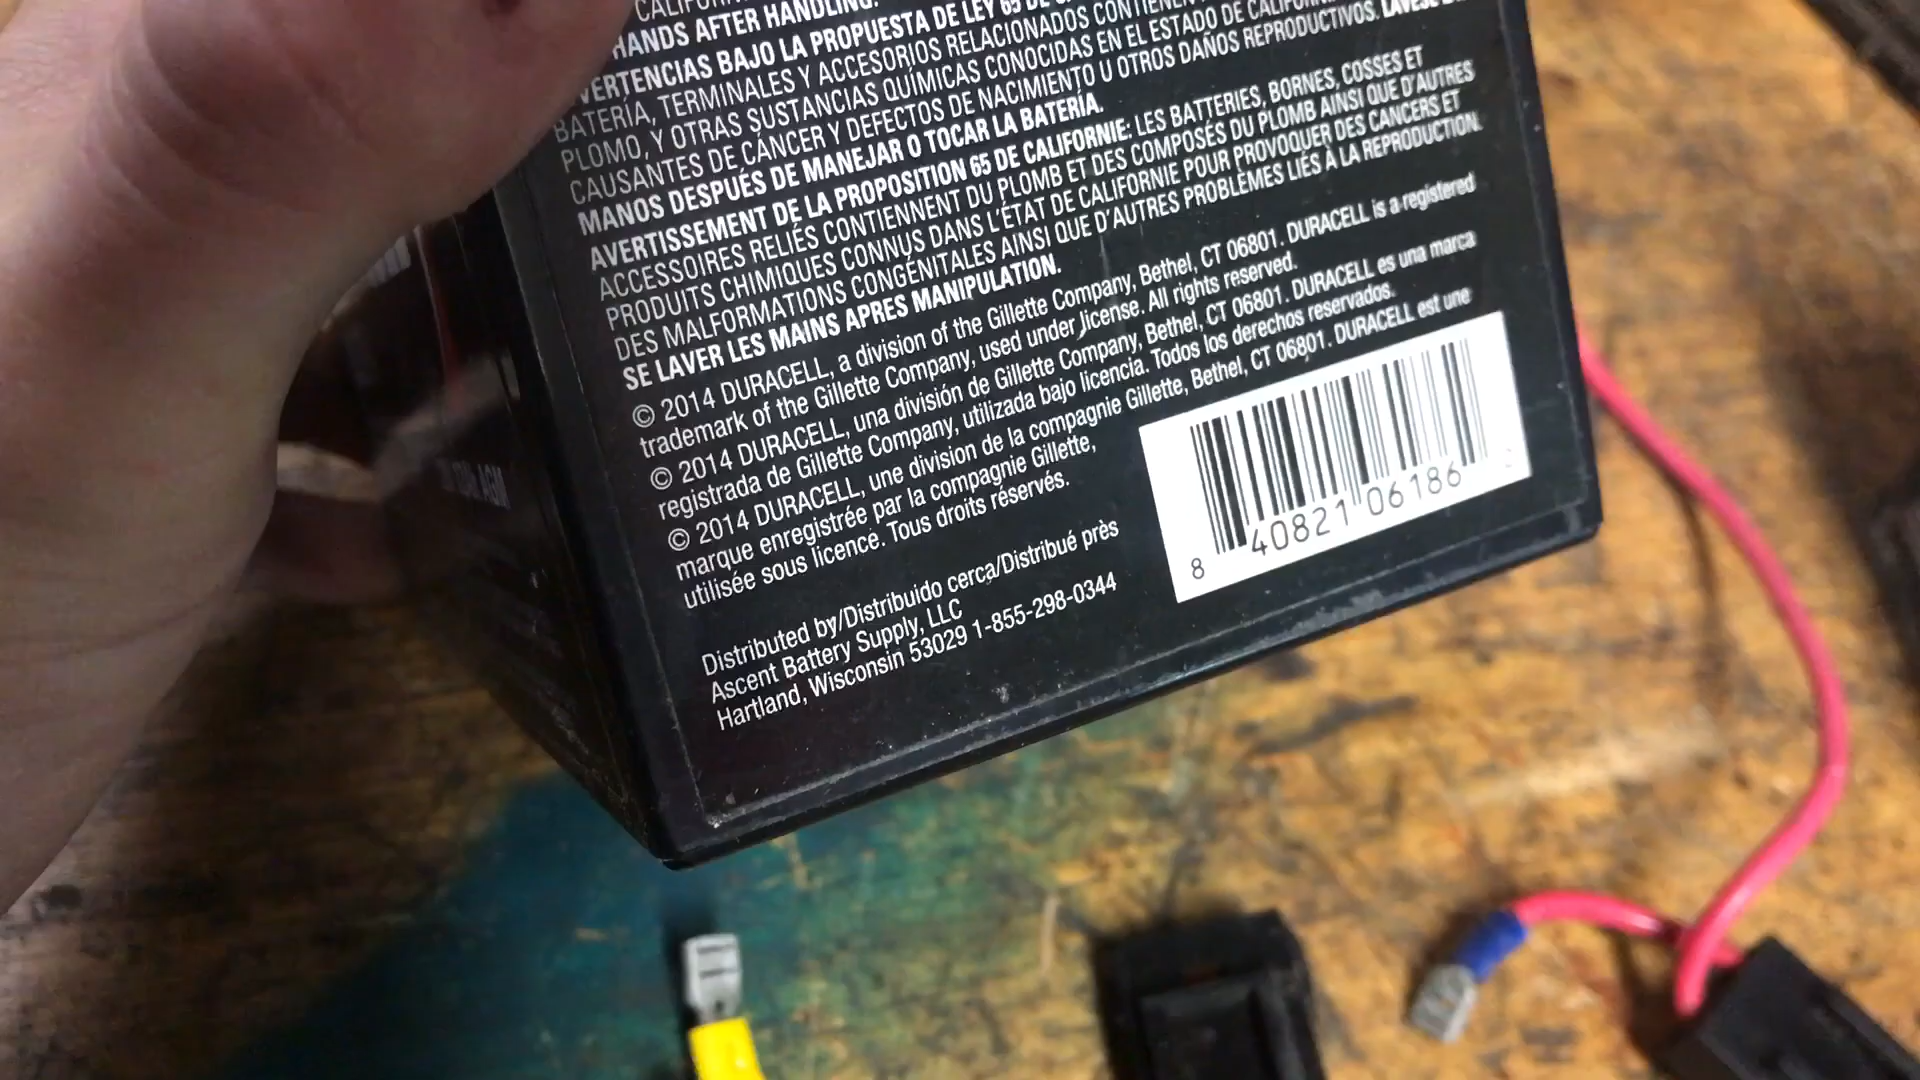 HANDS AFTER HANDLING.
BAJO LA PROPUESTA DE LEY 65 DE
BATERÍA, TERMINALES Y ACCESORIOS RELACIONADOS CONTIENEN
PLOMO, Y OTRAS SUSTANCIAS QUÍMICAS CONOCIDAS EN EL ESTADO DE
CAUSANTES DE CÁNCER Y DEFECTOS DE NACIMIENTO U OTROS DAÑOS REPRODUCTIVOS.
MANOS DESPUÉS DE MANEJAR O TOCAR LA BATERÍA.
AVERTISSEMENT DE LA PROPOSITION 65 DE CALIFORNIE: LES BATTERIES, BORNES, COSSES ET
ACCESSOIRES RELIÉS CONTIENNENT DU PLOMB ET DES COMPOSÉS DU PLOMB AINSI QUE D'AUTRES
PRODUITS CHIMIQUES CONNUS DANS L'ÉTAT DE CALIFORNIE POUR PROVOQUER DES CANCERS ET
DES MALFORMATIONS CONGÉNITALES AINSI QUE D'AUTRES PROBLÈMES LIÉS À LA REPRODUCTION.
SE LAVER LES MAINS APRES MANIPULATION.
© 2014 DURACELL, a division of the Gillette Company, Bethel, CT 06801. DURACELL is a registered
trademark of the Gillette Company, used under license. All rights reserved.
© 2014 DURACELL, una división de Gillette Company, Bethel, CT 06801. DURACELL es una marca
registrada de Gillette Company, utilizada bajo licencia. Todos los derechos reservados.
© 2014 DURACELL, une division de la compagnie Gillette, Bethel, CT 06801. DURACELL est une
marque enregistrée par la compagnie Gillette,
utilisée sous licence. Tous droits réservés.
Distributed by/Distribuido cerca/Distribué près
Ascent Battery Supply, LLC
Hartland, Wisconsin 53029 1-855-298-0344
8 40821 06186 2